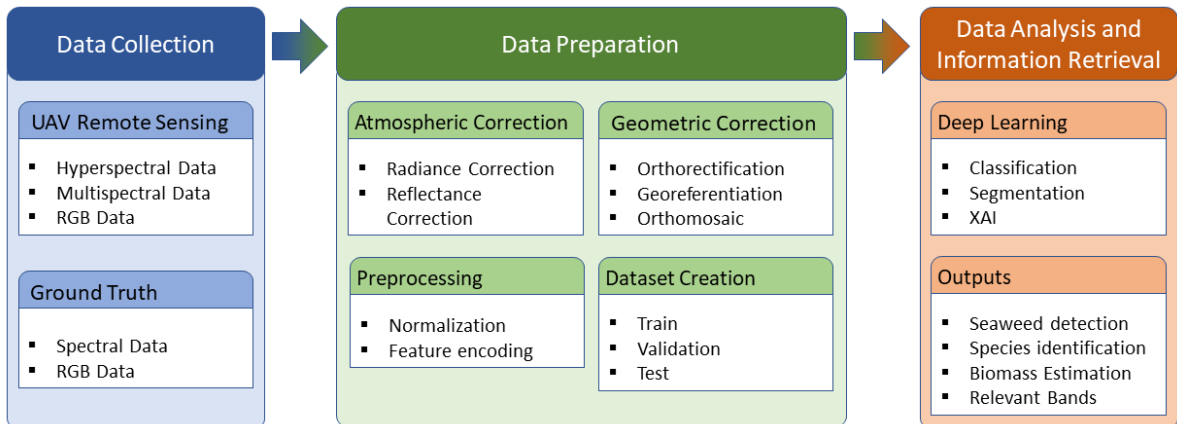 Data Collection
UAV Remote Sensing
▪ Hyperspectral Data
▪ Multispectral Data
▪ RGB Data
Ground Truth
▪ Spectral Data
▪ RGB Data
Data Preparation
Atmospheric Correction
▪ Radiance Correction
▪ Reflectance
Correction
Geometric Correction
▪ Orthorectification
▪ Georeferentiation
▪ Orthomosaic
Preprocessing
▪ Normalization
▪ Feature encoding
Dataset Creation
▪ Train
▪ Validation
▪ Test
Data Analysis and
Information Retrieval
Deep Learning
▪ Classification
▪ Segmentation
▪ XAI
Outputs
▪ Seaweed detection
▪ Species identification
▪ Biomass Estimation
▪ Relevant Bands